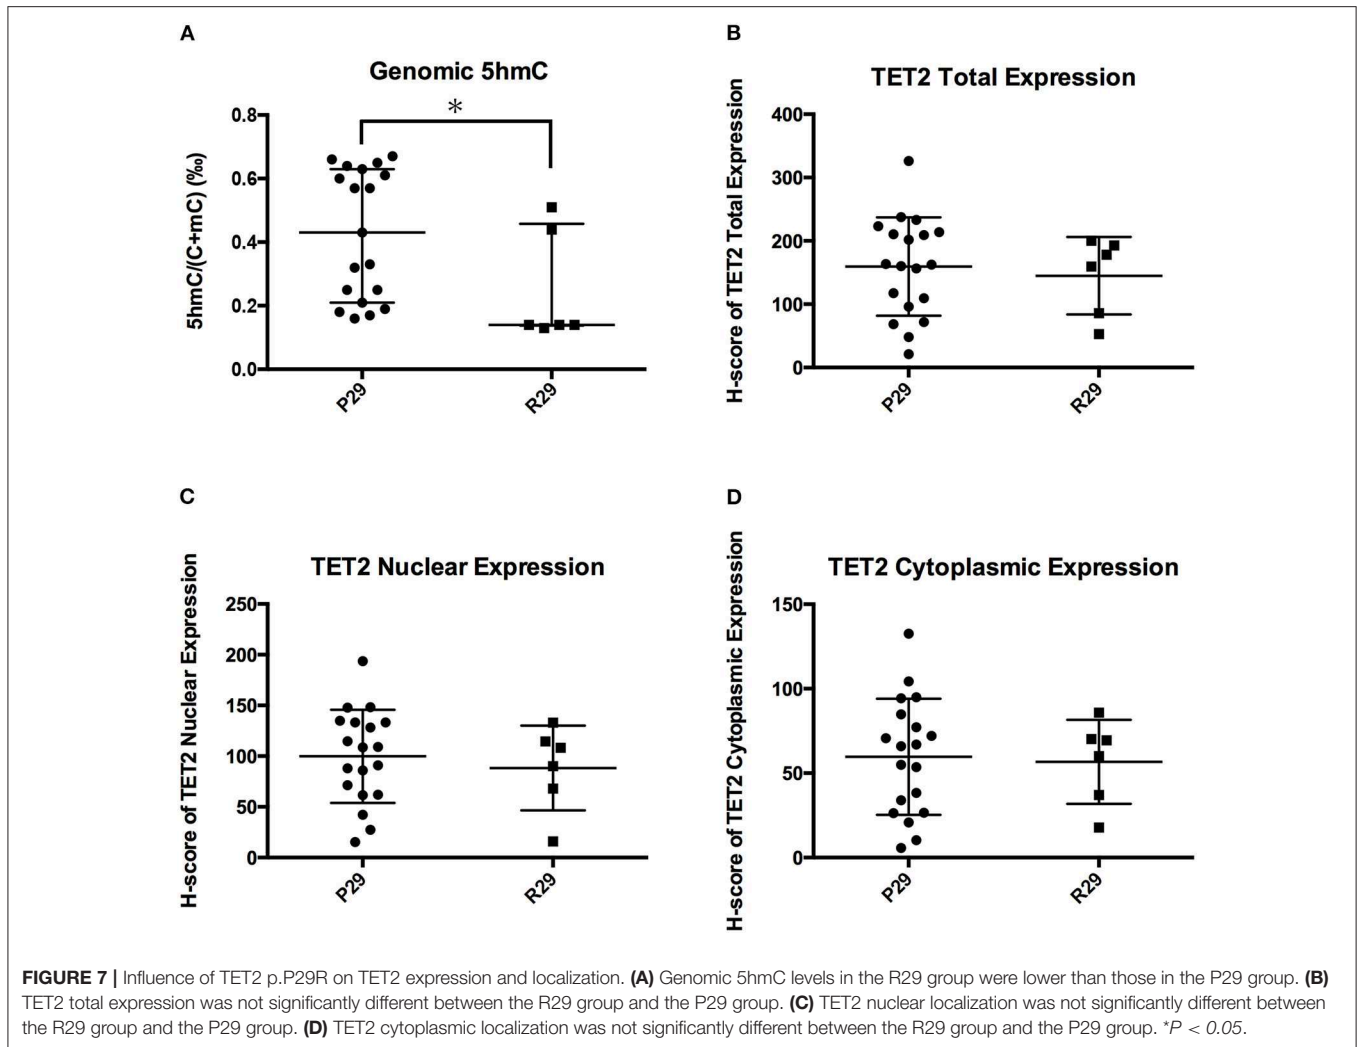 A
Genomic 5hmC
*
5hmC/(C+mC) (‰)
0.8
0.6
0.4
0.2
0.0
P29
R29
B
TET2 Total Expression
H-score of TET2 Total Expression
400
300
200
100
0
P29
R29
C
TET2 Nuclear Expression
H-score of TET2 Nuclear Expression
250
200
150
100
50
0
P29
R29
D
TET2 Cytoplasmic Expression
H-score of TET2 Cytoplasmic Expression
150
100
50
0
P29
R29
FIGURE 7 | Influence of TET2 p.P29R on TET2 expression and localization. (A) Genomic 5hmC levels in the R29 group were lower than those in the P29 group. (B)
TET2 total expression was not significantly different between the R29 group and the P29 group. (C) TET2 nuclear localization was not significantly different between
the R29 group and the P29 group. (D) TET2 cytoplasmic localization was not significantly different between the R29 group and the P29 group. *P < 0.05.